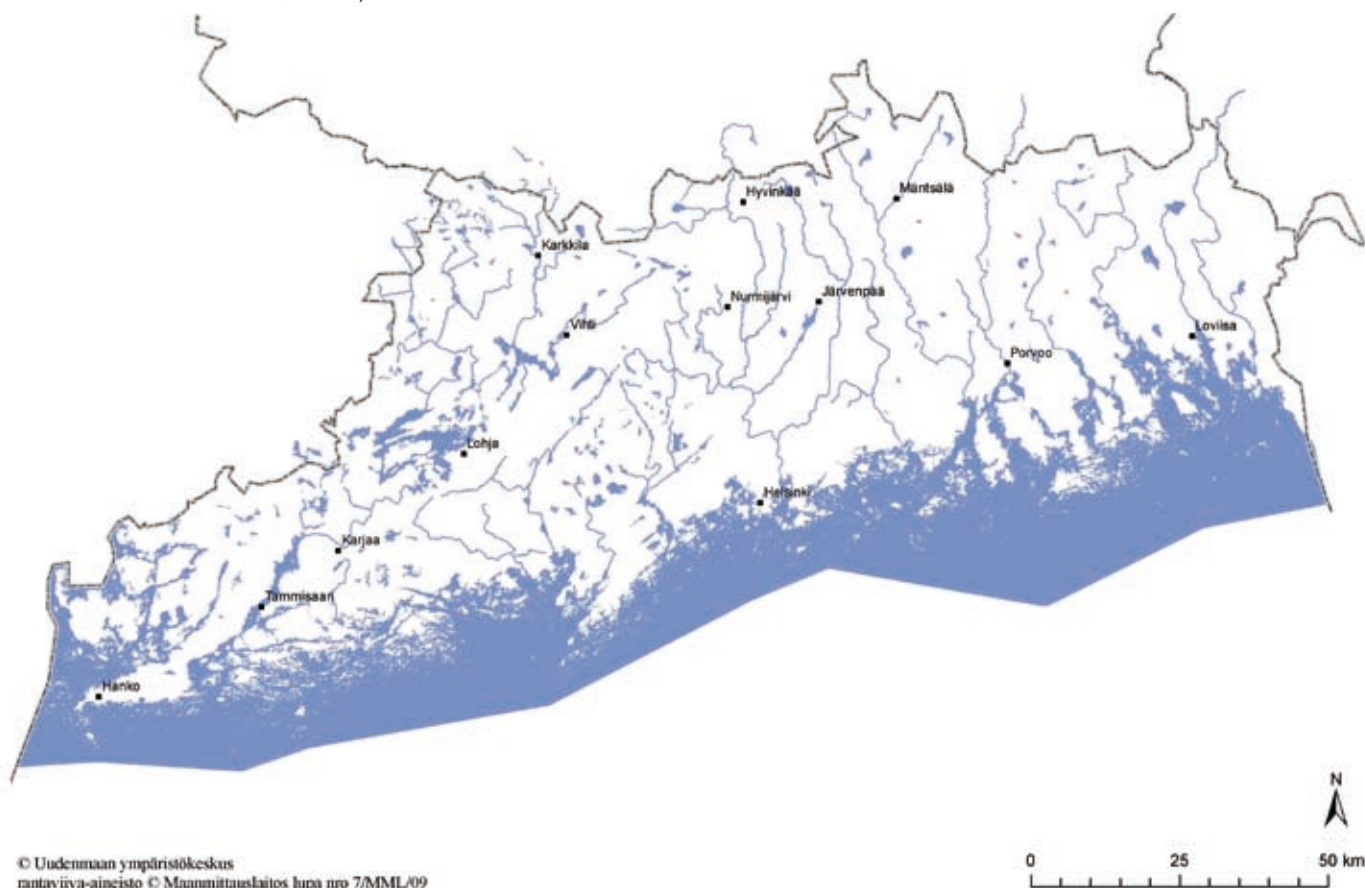 Hyvinkää
Mäntsälä
Karkkila
Nurmijärvi
Järvenpää
Vihti
Loviisa
Porvoo
Lohja
Helsinki
Karjaa
Tammisaari
Hanko
N
© Uudenmaan ympäristökeskus
rantaviiva-aineisto © Maanmittauslaitos lupa nro 7/MML/09
0 25 50 km